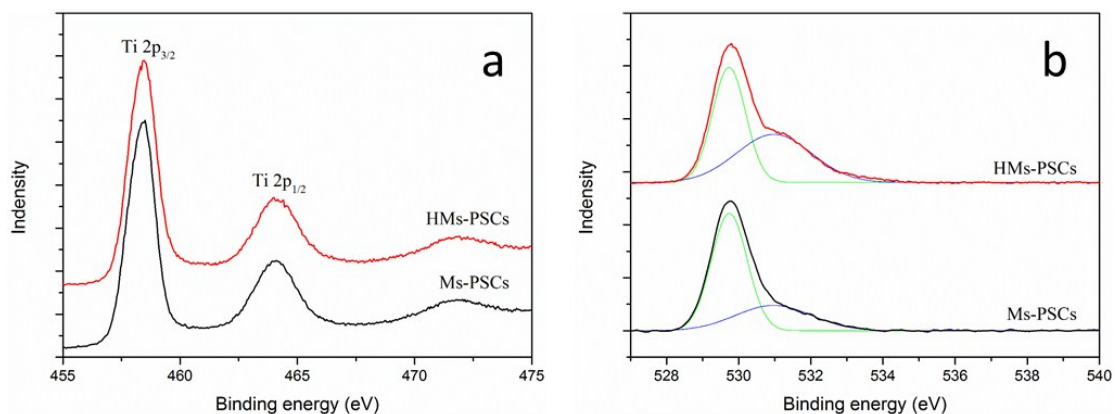 a
Ti 2p3/2
Ti 2p1/2
HMs-PSCs
Ms-PSCs
Indensity
455 460 465 470 475
Binding energy (eV)
b
HMs-PSCs
Ms-PSCs
Indensity
528 530 532 534 536 538 540
Binding energy (eV)